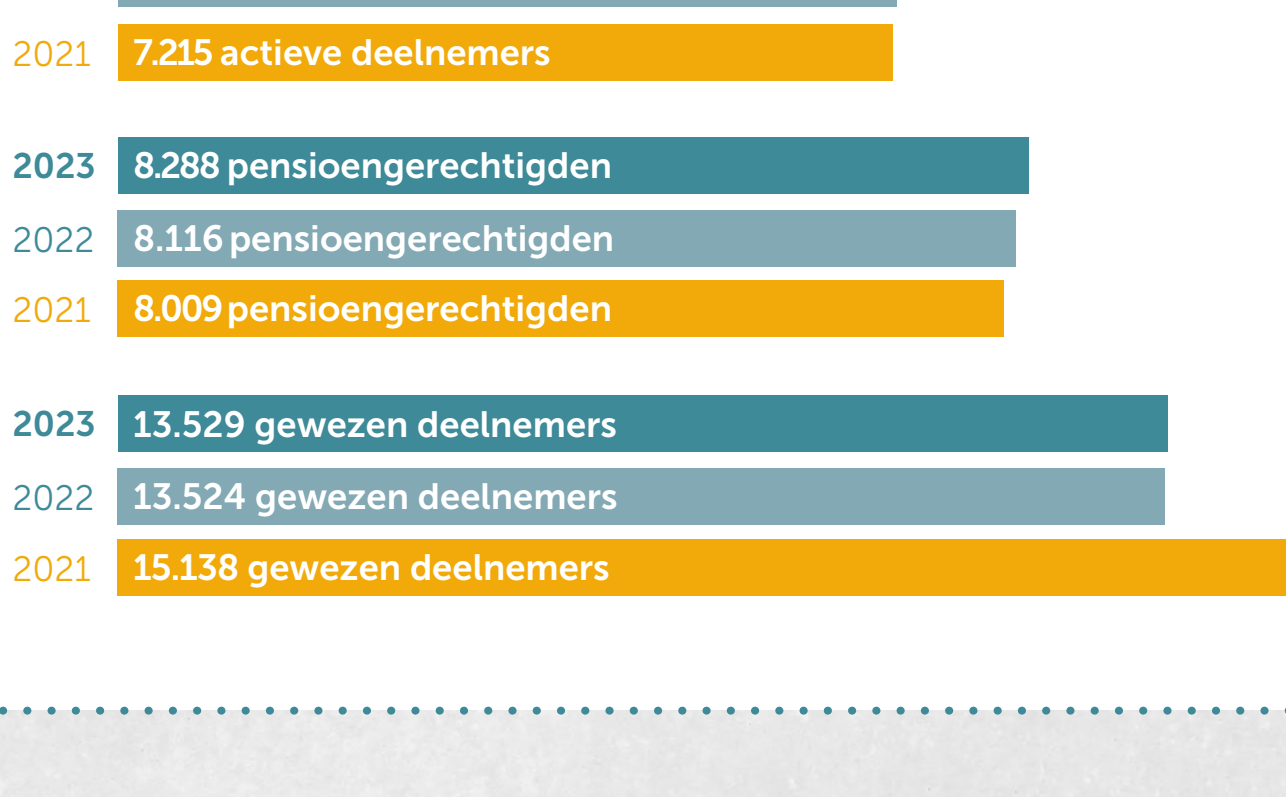 2021 7.215 actieve deelnemers
2023 8.288 pensioengerechtigden
2022 8.116 pensioengerechtigden
2021 8.009 pensioengerechtigden
2023 13.529 gewezen deelnemers
2022 13.524 gewezen deelnemers
2021 15.138 gewezen deelnemers